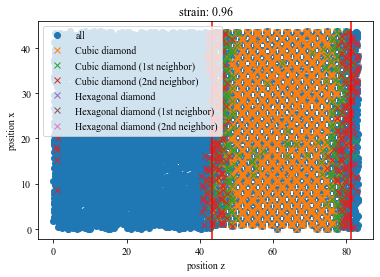 strain: 0.96
all
Cubic diamond
Cubic diamond (1st neighbor)
Cubic diamond (2nd neighbor)
Hexagonal diamond
Hexagonal diamond (1st neighbor)
Hexagonal diamond (2nd neighbor)
position x
40
30
20
10
0
0 20 40 60 80
position z